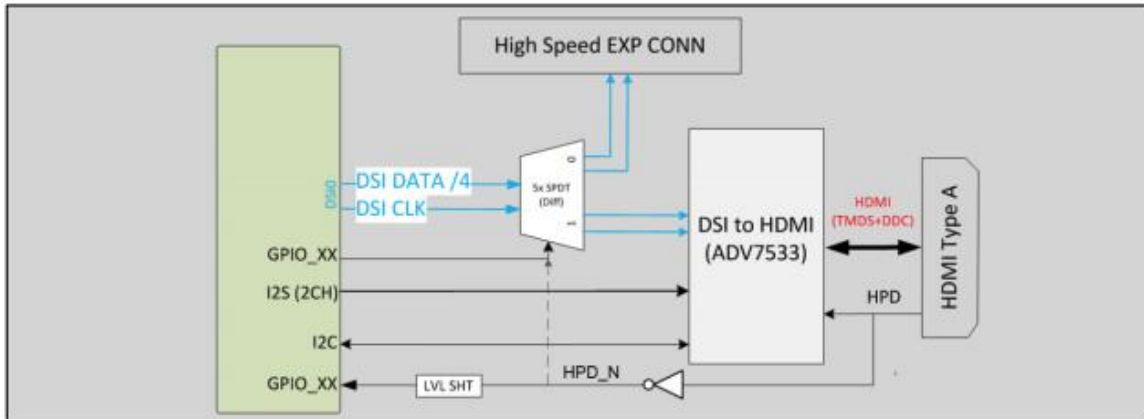 High Speed EXP CONN
DSI0
DSI DATA /4
DSI CLK
5x SPDT
(Diff)
0
1
DSI to HDMI
(ADV7533)
HDMI
(TMDS+DDC)
HDMI Type A
GPIO_XX
I2S (2CH)
HPD
I2C
GPIO_XX
LVL SHT
HPD_N